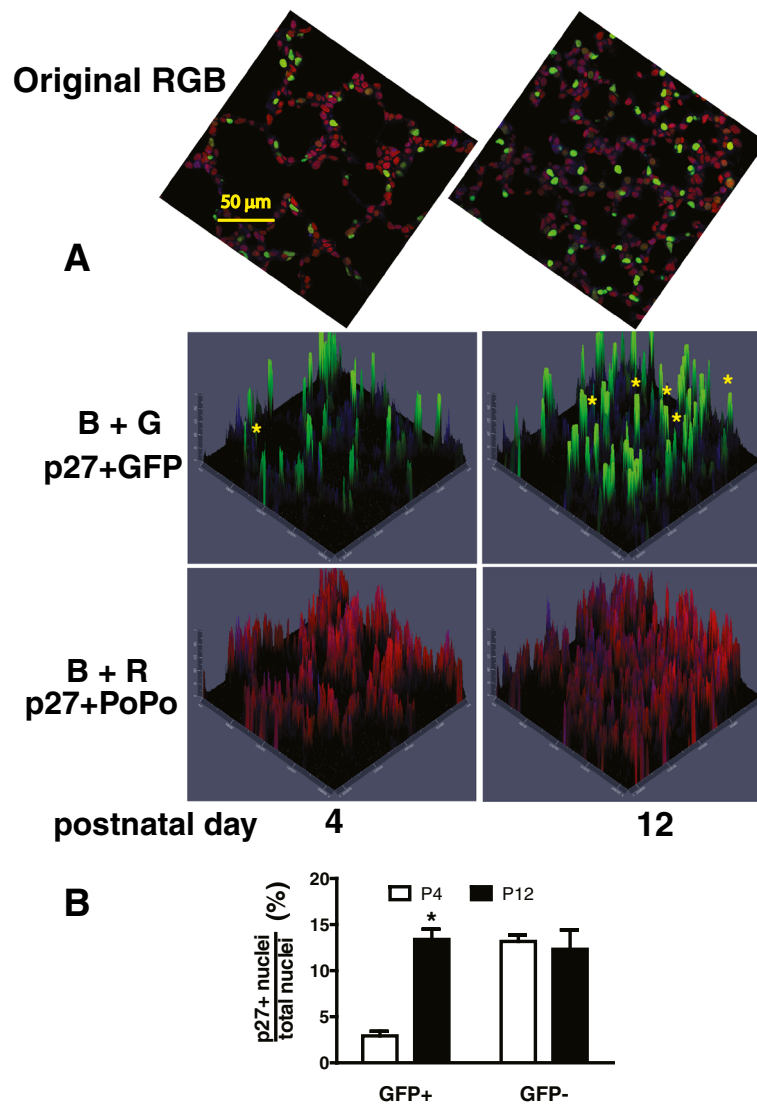 Original RGB
50 μm
A
B + G
p27+GFP
*
*
*
*
*
*
B + R
p27+PoPo
postnatal day 4 12
B
p27+ nuclei
total nuclei
(%)
20
15
10
5
0
P4 P12
*
GFP+ GFP-